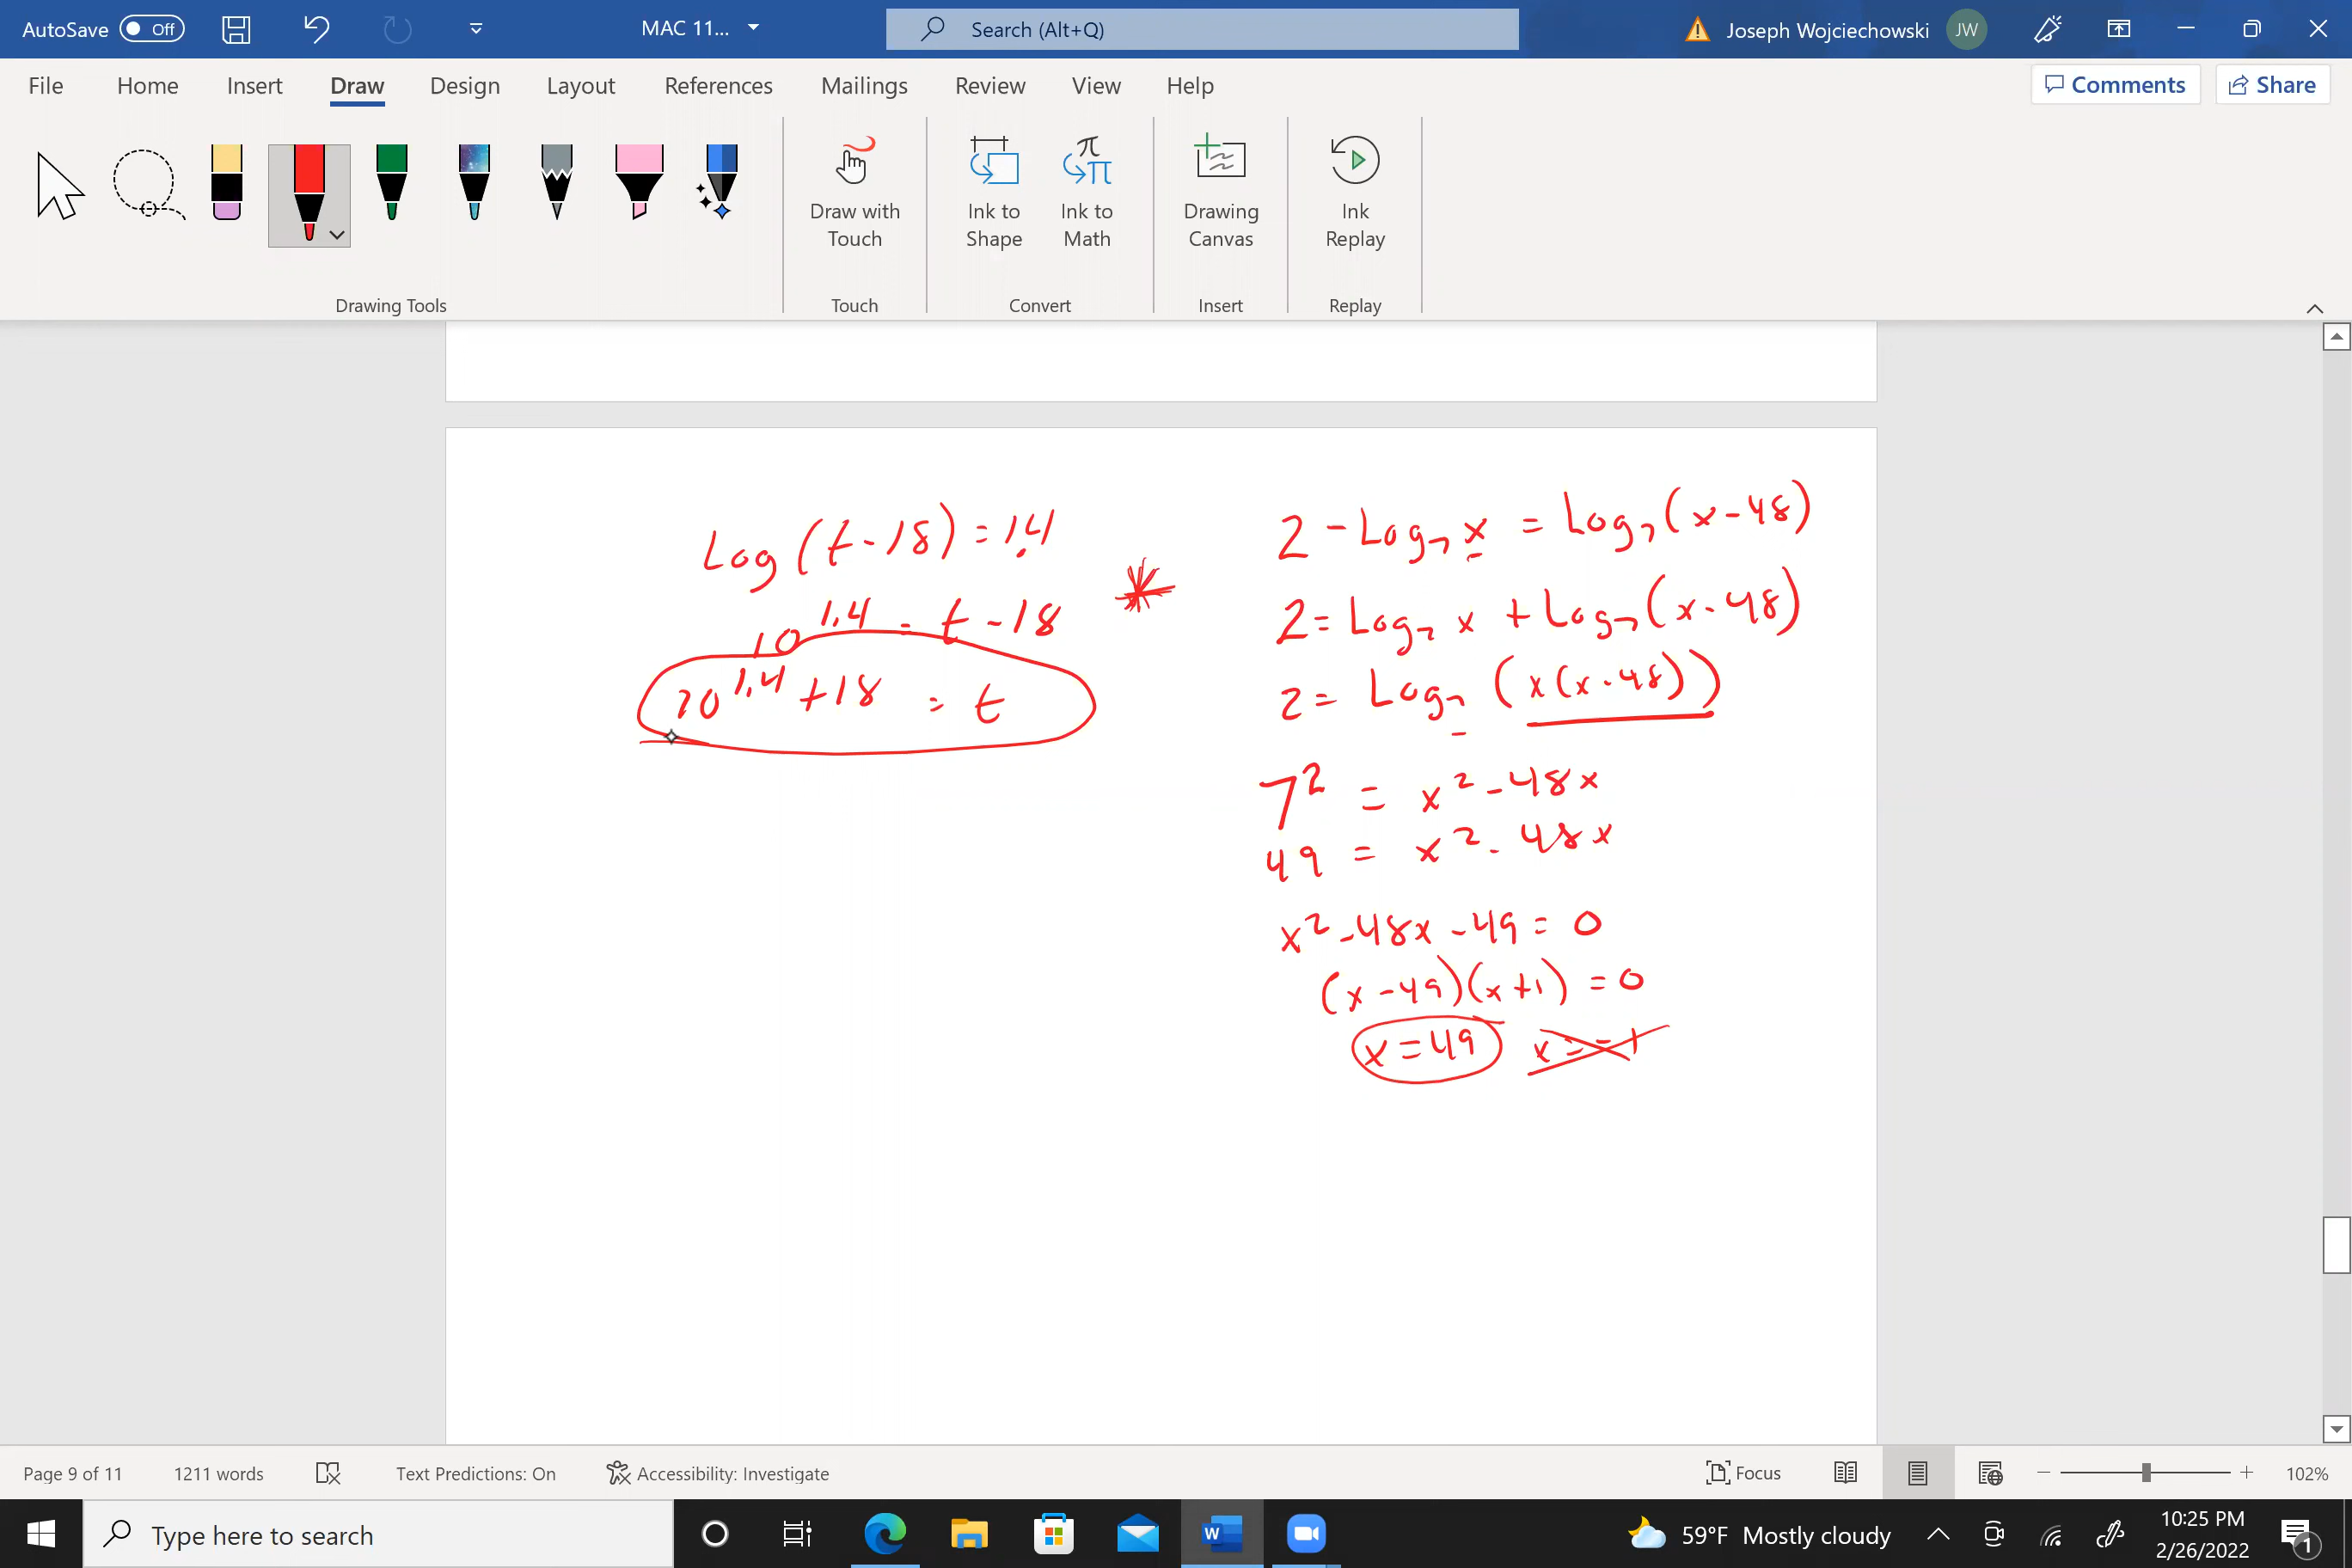 AutoSave Off MAC 11... Search (Alt+Q) Joseph Wojciechowski JW
File Home Insert Draw Design Layout References Mailings Review View Help Comments Share
Draw with Touch
Ink to Shape
Ink to Math
Drawing Canvas
Ink Replay
Drawing Tools Touch Convert Insert Replay
Log (t-18) = 1.4
10^1.4 = t-18
10^1.4 + 18 = t
*
2 - Log₇ x = Log₇ (x-48)
2 = Log₇ x + Log₇ (x-48)
2 = Log₇ (x(x-48))
7² = x² - 48x
49 = x² - 48x
x² - 48x - 49 = 0
(x-49)(x+1) = 0
x = 49 x = -1
Page 9 of 11 1211 words Text Predictions: On Accessibility: Investigate Focus 102%
W
Type here to search 59°F Mostly cloudy 10:25 PM
2/26/2022 1